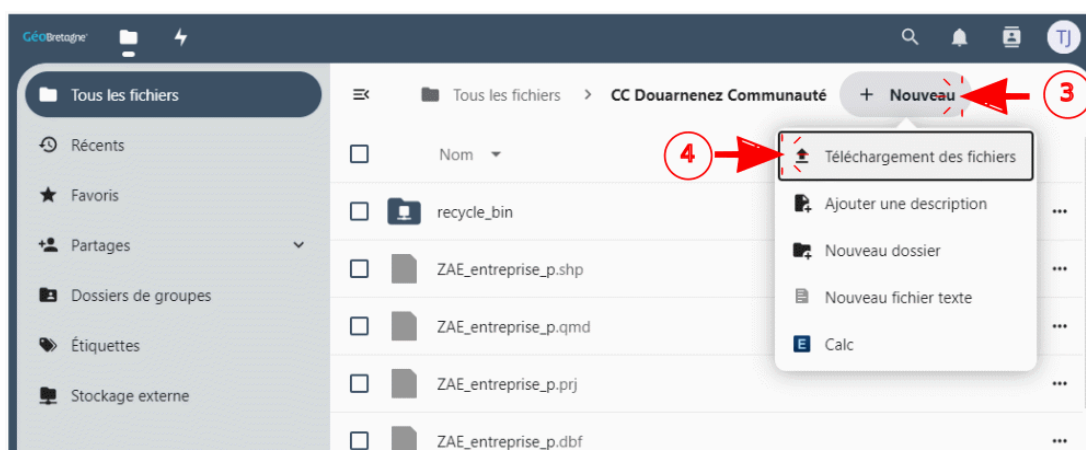 GéoBretagne
TJ
Tous les fichiers
Récents
Favoris
Partages
Dossiers de groupes
Étiquettes
Stockage externe
Tous les fichiers > CC Douarnenez Communauté + Nouveau
3
Nom
4
Téléchargement des fichiers
Ajouter une description
Nouveau dossier
Nouveau fichier texte
E Calc
recycle_bin
ZAE_entreprise_p.shp
ZAE_entreprise_p.qmd
ZAE_entreprise_p.prj
ZAE_entreprise_p.dbf